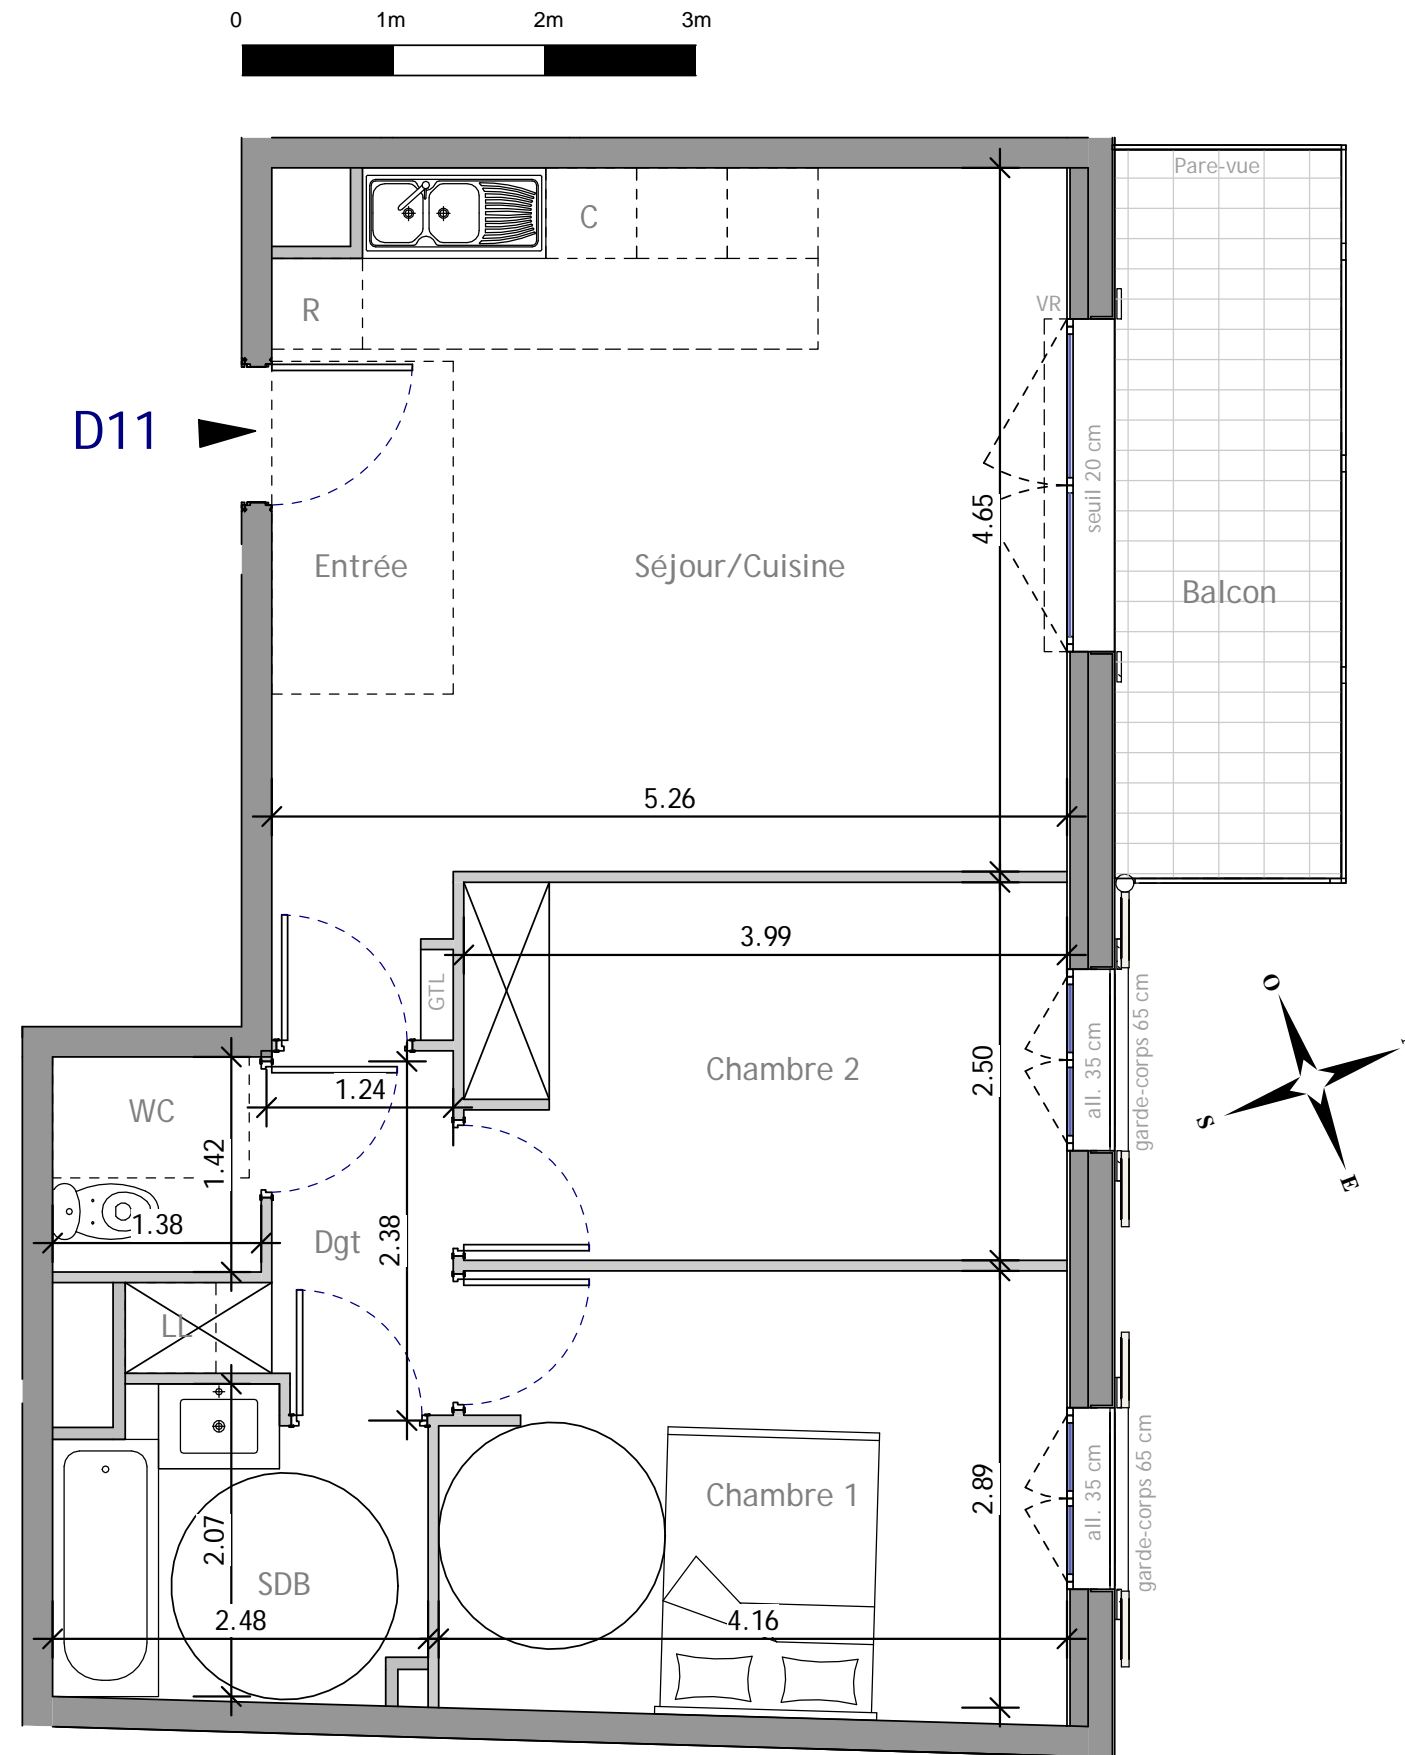 0 1m 2m 3m
Pare-vue
C
R
VR
D11
seuil 20 cm
4.65
Entrée
Séjour/Cuisine
Balcon
5.26
3.99
GTL
O
garde-corps 65 cm
all. 35 cm
2.50
Chambre 2
1.24
WC
S
1.42
E
1.38
2.38
Dgt
LL
Chambre 1
2.89
all. 35 cm
garde-corps 65 cm
2.07
SDB
2.48
4.16